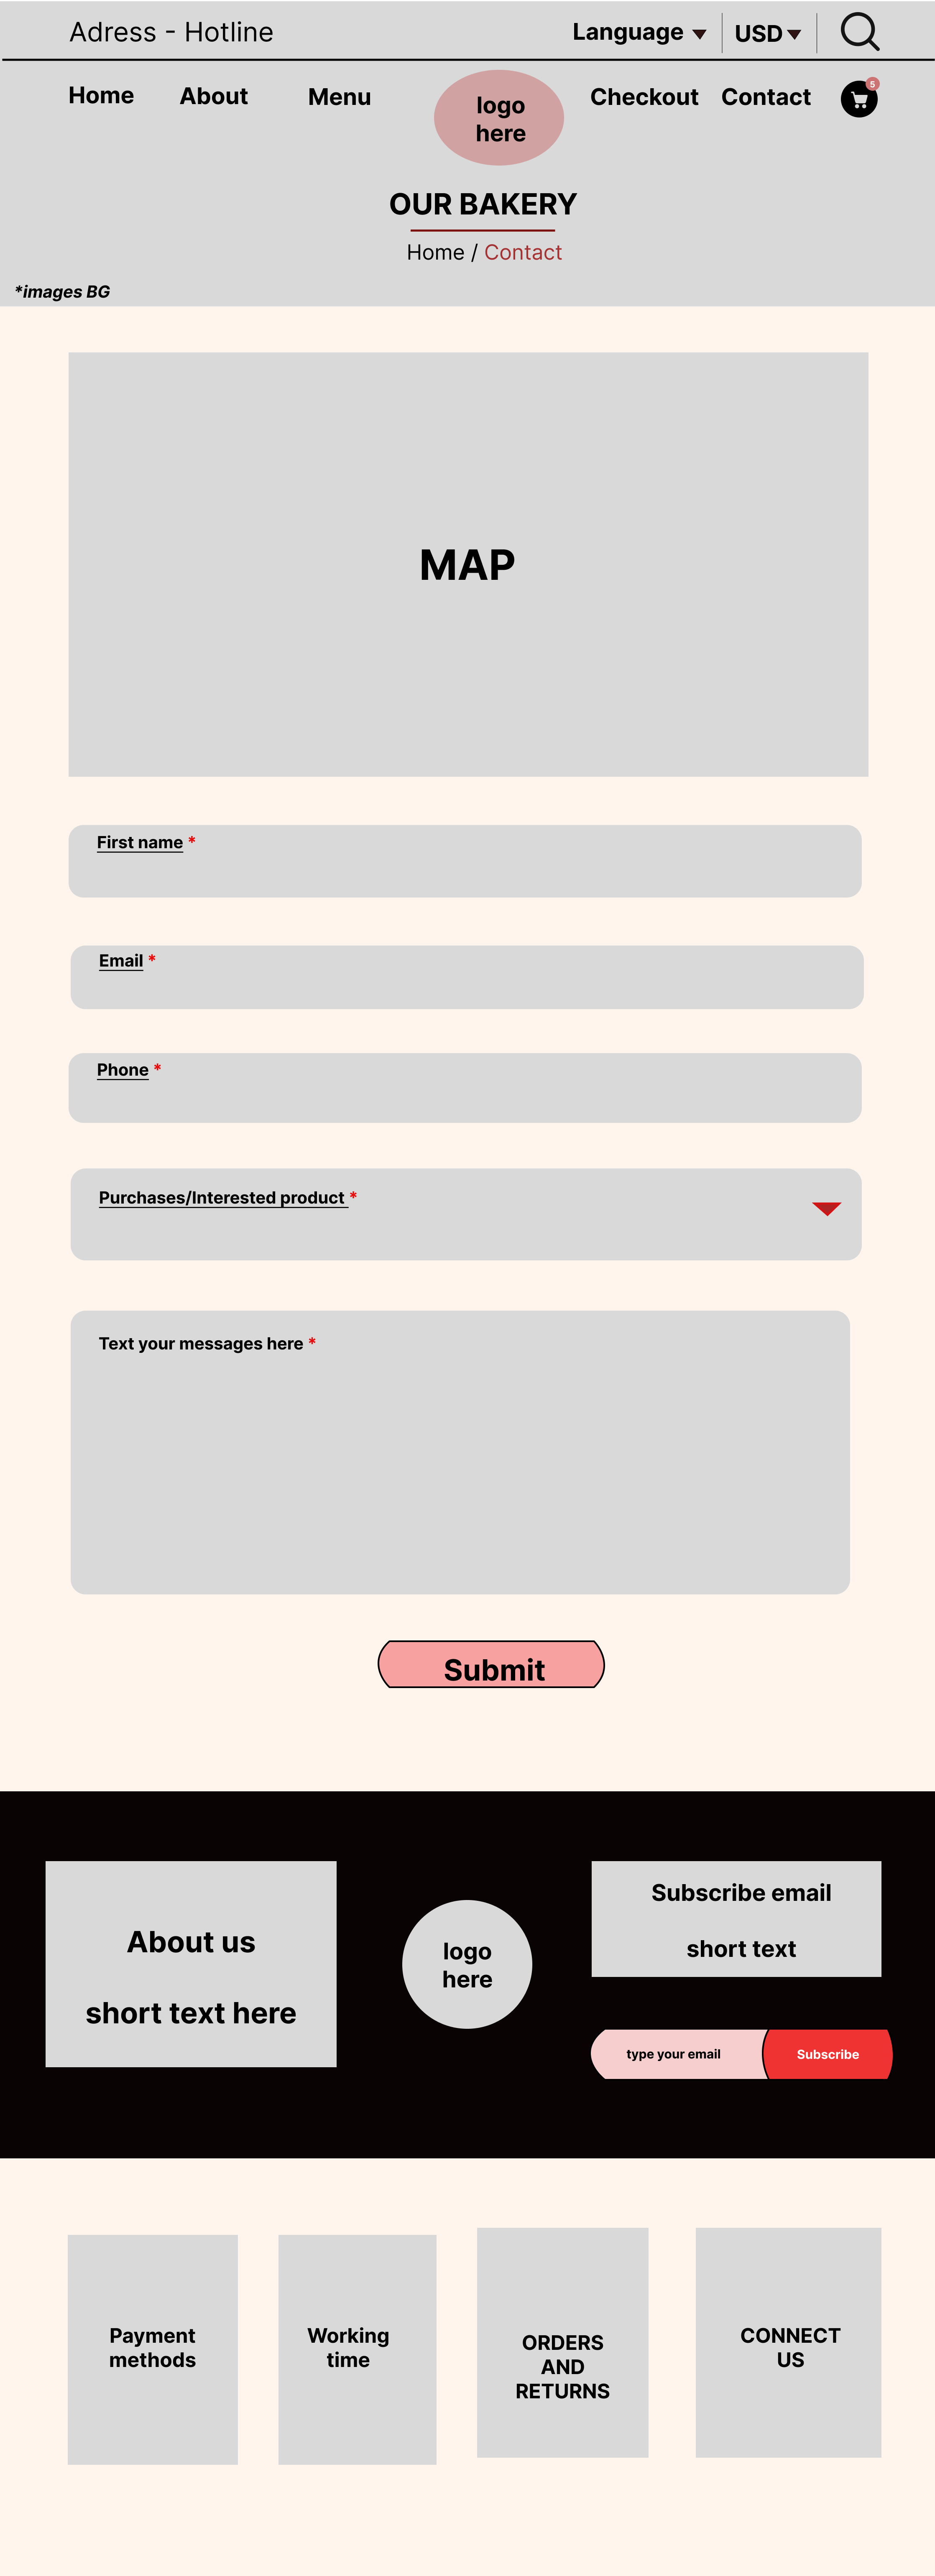 Adress - Hotline
Language
USD
Home
About
Menu
logo
here
Checkout
Contact
5
OUR BAKERY
Home / Contact
*images BG
MAP
First name *
Email *
Phone *
Purchases/Interested product *
Text your messages here *
Submit
About us
short text here
logo
here
Subscribe email
short text
type your email
Subscribe
Payment
methods
Working
time
ORDERS
AND
RETURNS
CONNECT
US